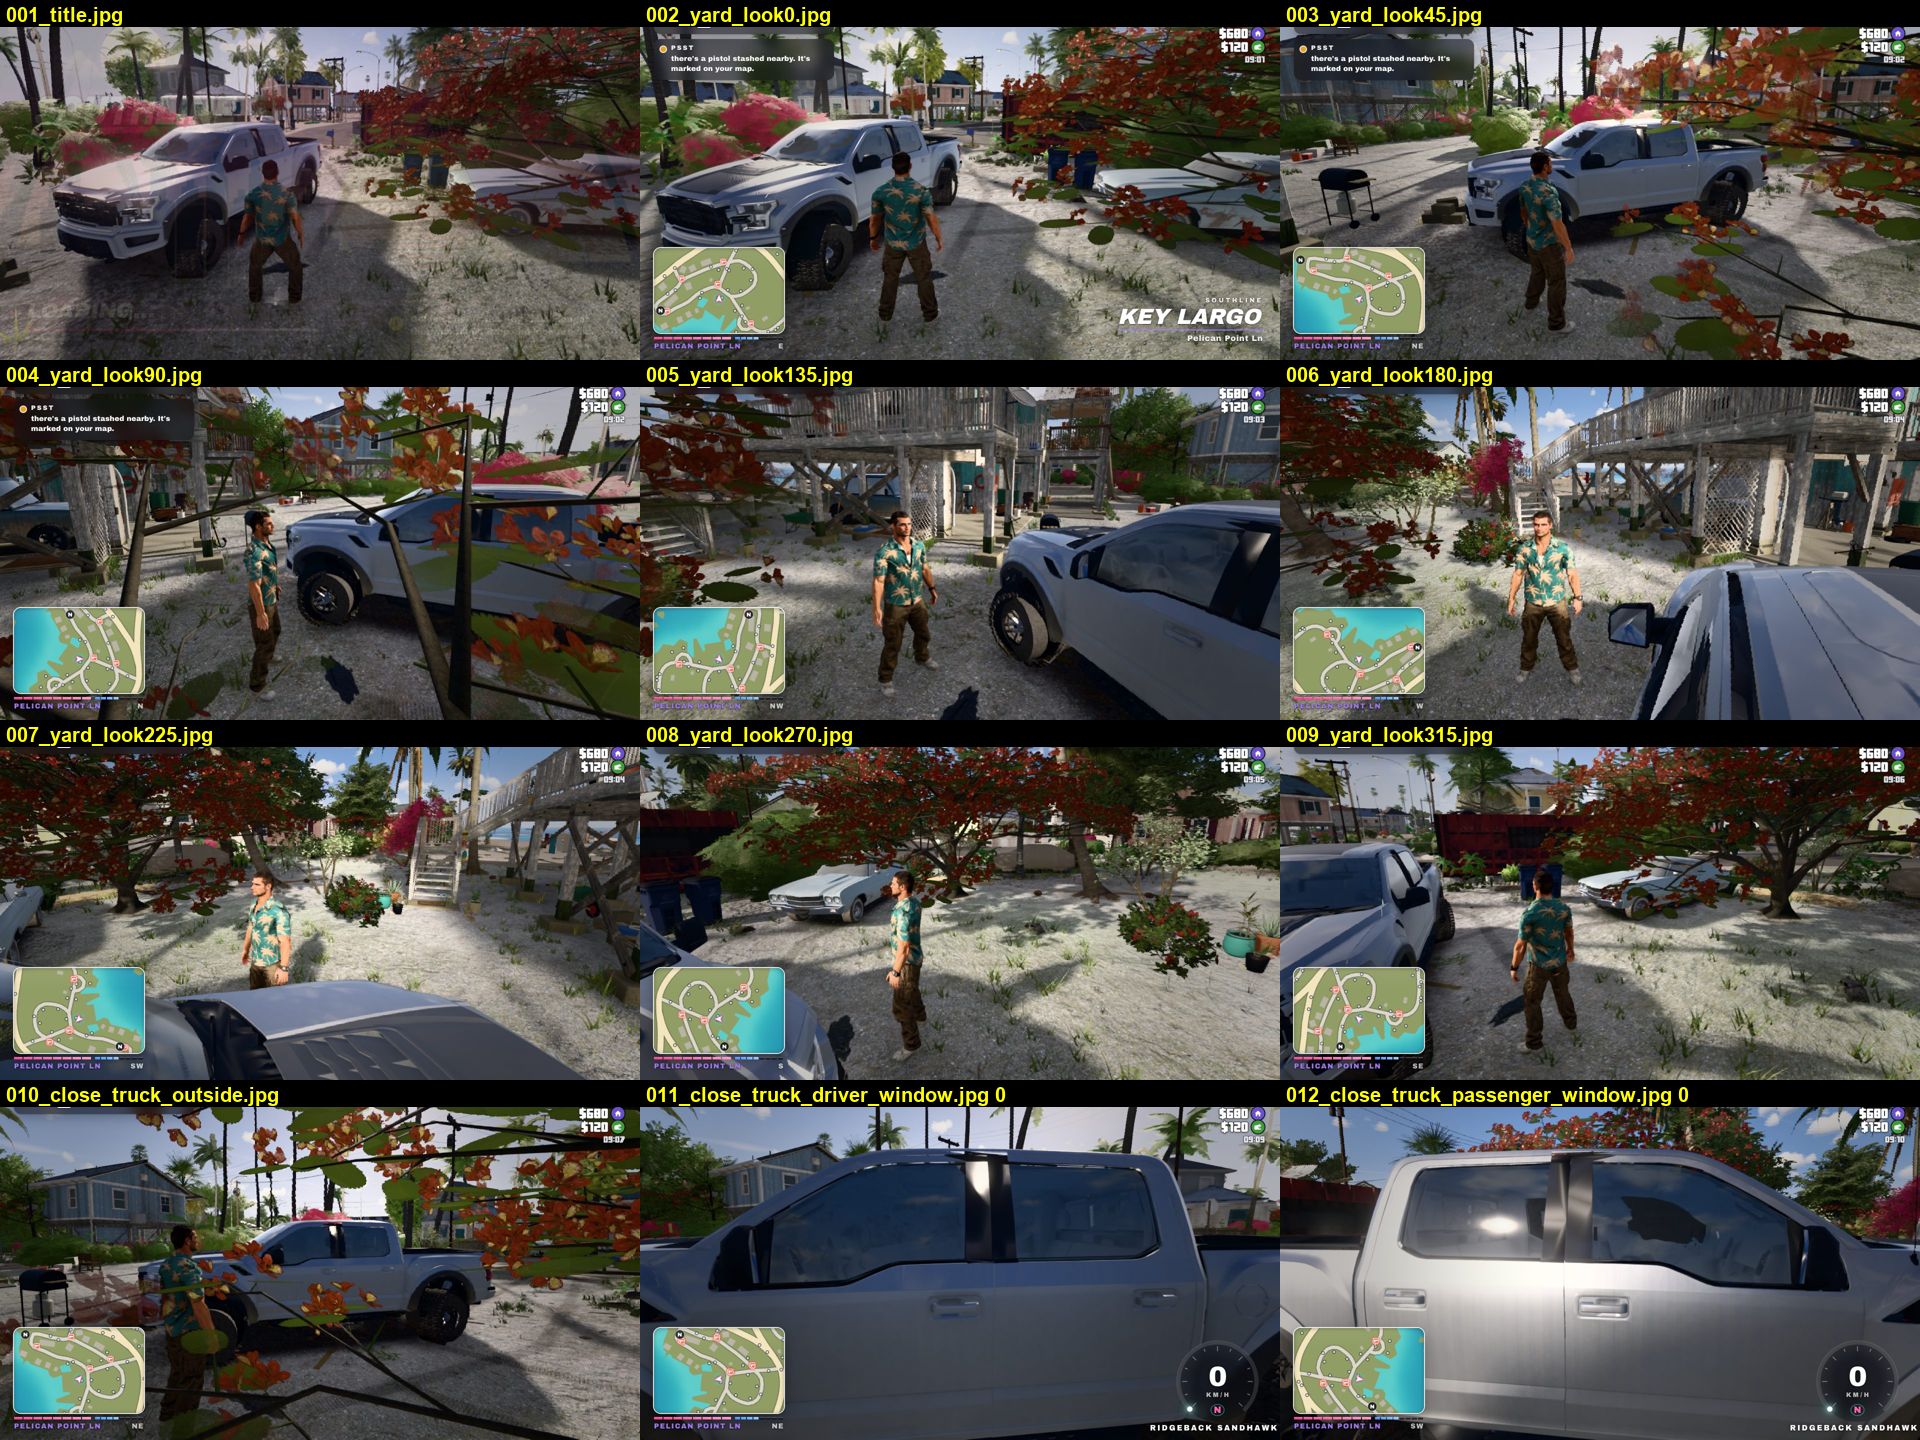 001_title.jpg
LOADING...
002_yard_look0.jpg
PSST
there's a pistol stashed nearby. It's
marked on your map.
$680
$120
09:01
N
SOUTHLINE
KEY LARGO
Pelican Point Ln
PELICAN POINT LN
E
003_yard_look45.jpg
PSST
there's a pistol stashed nearby. It's
marked on your map.
$680
$120
09:02
N
PELICAN POINT LN
NE
004_yard_look90.jpg
PSST
there's a pistol stashed nearby. It's
marked on your map.
$680
$120
09:02
N
PELICAN POINT LN
N
005_yard_look135.jpg
$680
$120
09:03
N
PELICAN POINT LN
NW
006_yard_look180.jpg
$680
$120
09:04
N
PELICAN POINT LN
W
007_yard_look225.jpg
$680
$120
09:04
N
PELICAN POINT LN
SW
008_yard_look270.jpg
$680
$120
09:05
N
PELICAN POINT LN
S
009_yard_look315.jpg
$680
$120
09:06
N
PELICAN POINT LN
SE
010_close_truck_outside.jpg
$680
$120
09:07
N
PELICAN POINT LN
NE
011_close_truck_driver_window.jpg 0
$680
$120
09:09
N
0
KM/H
N
PELICAN POINT LN
NE
RIDGEBACK SANDHAWK
012_close_truck_passenger_window.jpg 0
$680
$120
09:10
N
0
KM/H
N
PELICAN POINT LN
SW
RIDGEBACK SANDHAWK